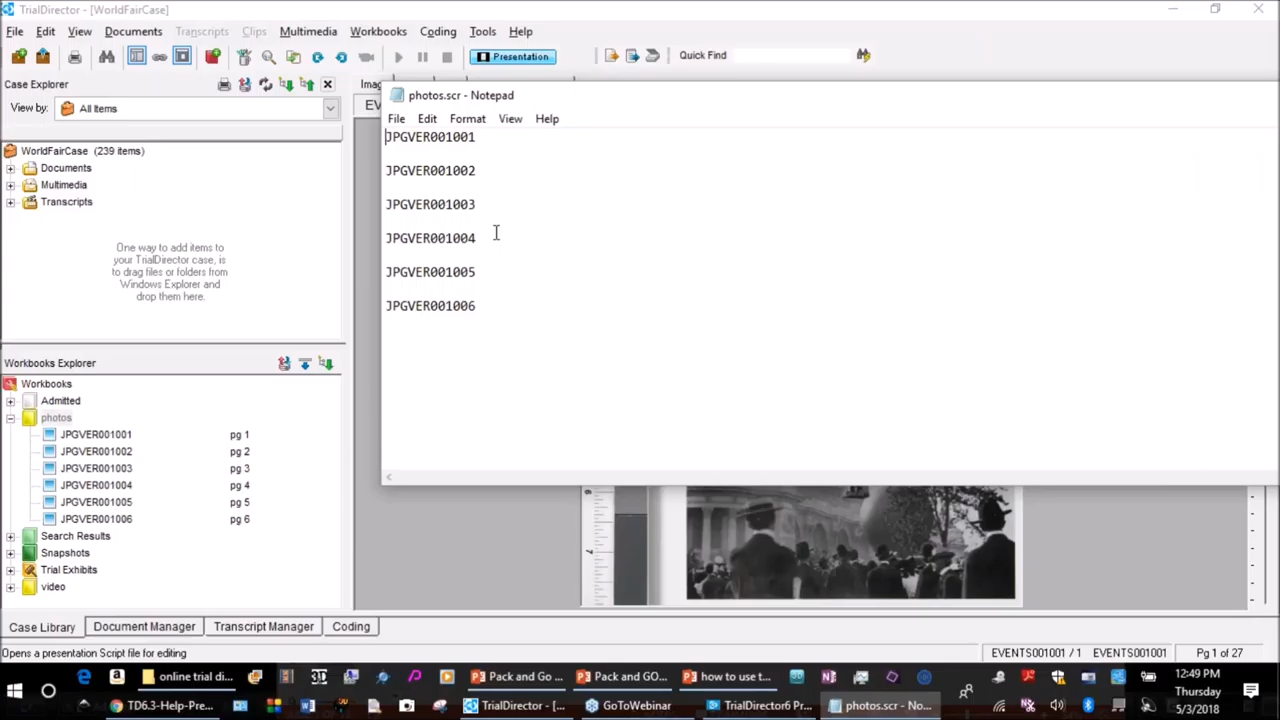 TrialDirector - [WorldFairCase]
File Edit View Documents Transcripts Clips Multimedia Workbooks Coding Tools Help
Presentation Quick Find
Case Explorer
View by: All Items
WorldFairCase (239 items)
Documents
Multimedia
Transcripts
One way to add items to
your TrialDirector case, is
to drag files or folders from
Windows Explorer and
drop them here.
Workbooks Explorer
Workbooks
Admitted
photos
JPGVER001001 pg 1
JPGVER001002 pg 2
JPGVER001003 pg 3
JPGVER001004 pg 4
JPGVER001005 pg 5
JPGVER001006 pg 6
Search Results
Snapshots
Trial Exhibits
video
photos.scr - Notepad
File Edit Format View Help
JPGVER001001
JPGVER001002
JPGVER001003
JPGVER001004
JPGVER001005
JPGVER001006
Case Library Document Manager Transcript Manager Coding
Opens a presentation Script file for editing EVENTS001001 / 1 EVENTS001001 Pg 1 of 27
online trial di... Pack and Go ... Pack and GO... how to use t...
TD6.3-Help-Pre... TrialDirector - [... GoToWebinar TrialDirector6 Pr... photos.scr - No...
12:49 PM
Thursday
5/3/2018